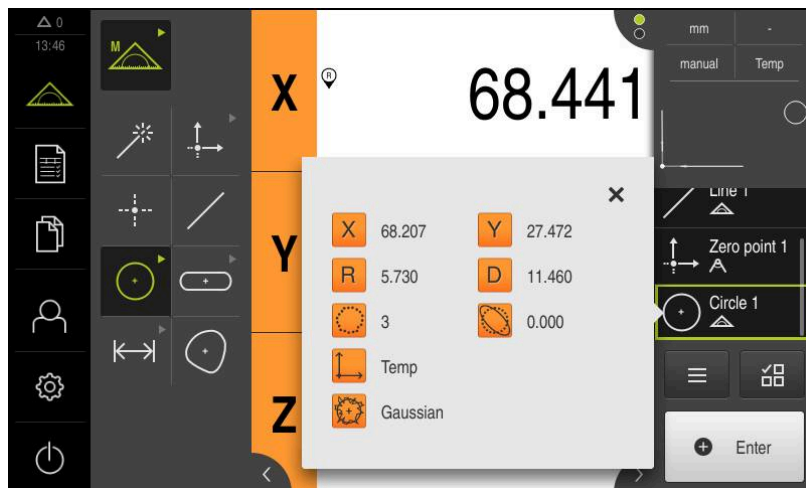 0
13:46
M
X
R
68.441
mm
-
manual
Temp
Y
Z
X 68.207
Y 27.472
R 5.730
D 11.460
3
0.000
Temp
Gaussian
Line 1
Zero point 1
Circle 1
Enter